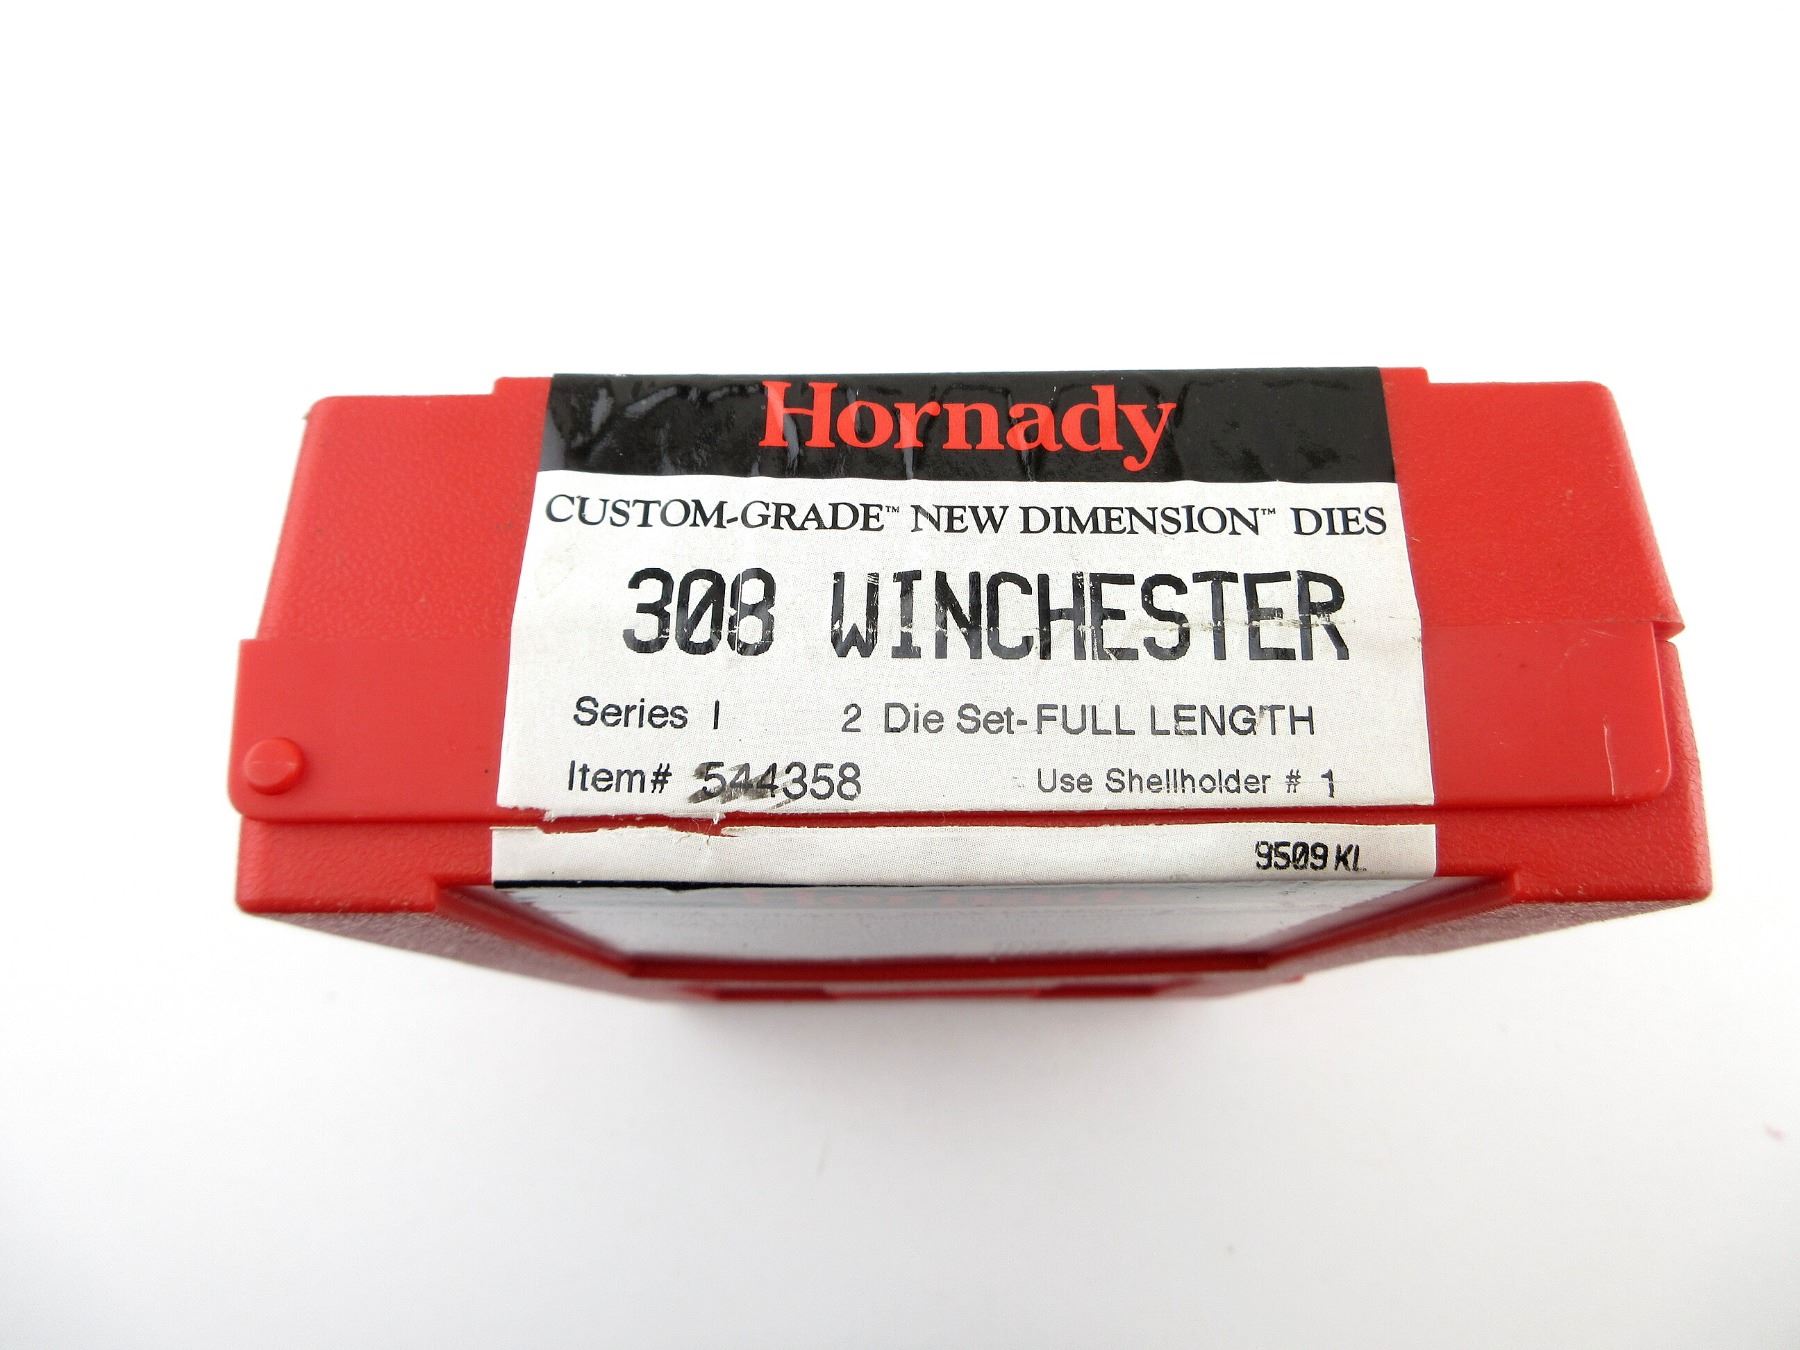 Hornady
CUSTOM-GRADE™ NEW DIMENSION™ DIES
308 WINCHESTER
Series I 2 Die Set-FULL LENGTH
Item# 544358 Use Shellholder # 1
9509 KL